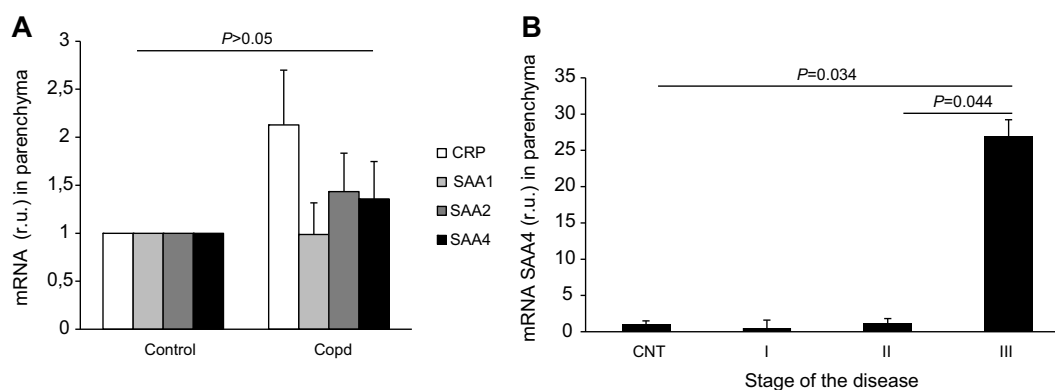 A
mRNA (r.u.) in parenchyma
3
2,5
2
1,5
1
0,5
0
P>0.05
Control
Copd
CRP
SAA1
SAA2
SAA4
B
mRNA SAA4 (r.u.) in parenchyma
35
30
25
20
15
10
5
0
P=0.034
P=0.044
CNT
I
II
III
Stage of the disease